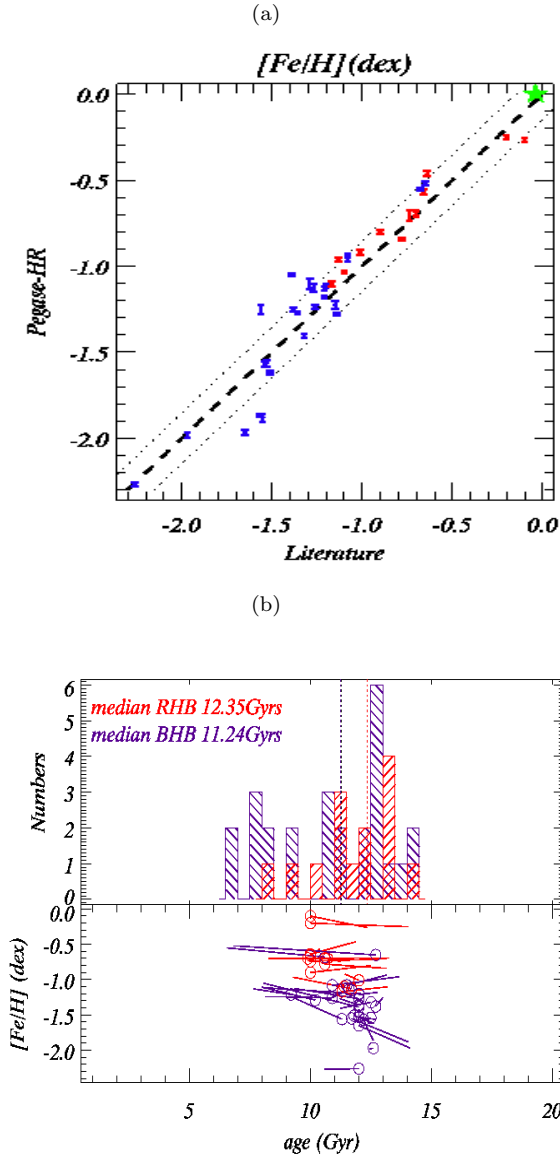 (a)
[Fe/H](dex)
0.0
-0.5
-1.0
-1.5
-2.0
Pegase-HR
-2.0 -1.5 -1.0 -0.5 0.0
Literature
(b)
6
5
4
3
2
1
0
Numbers
median RHB 12.35Gyrs
median BHB 11.24Gyrs
0.0
-0.5
-1.0
-1.5
-2.0
[Fe/H] (dex)
5 10 15 20
age (Gyr)